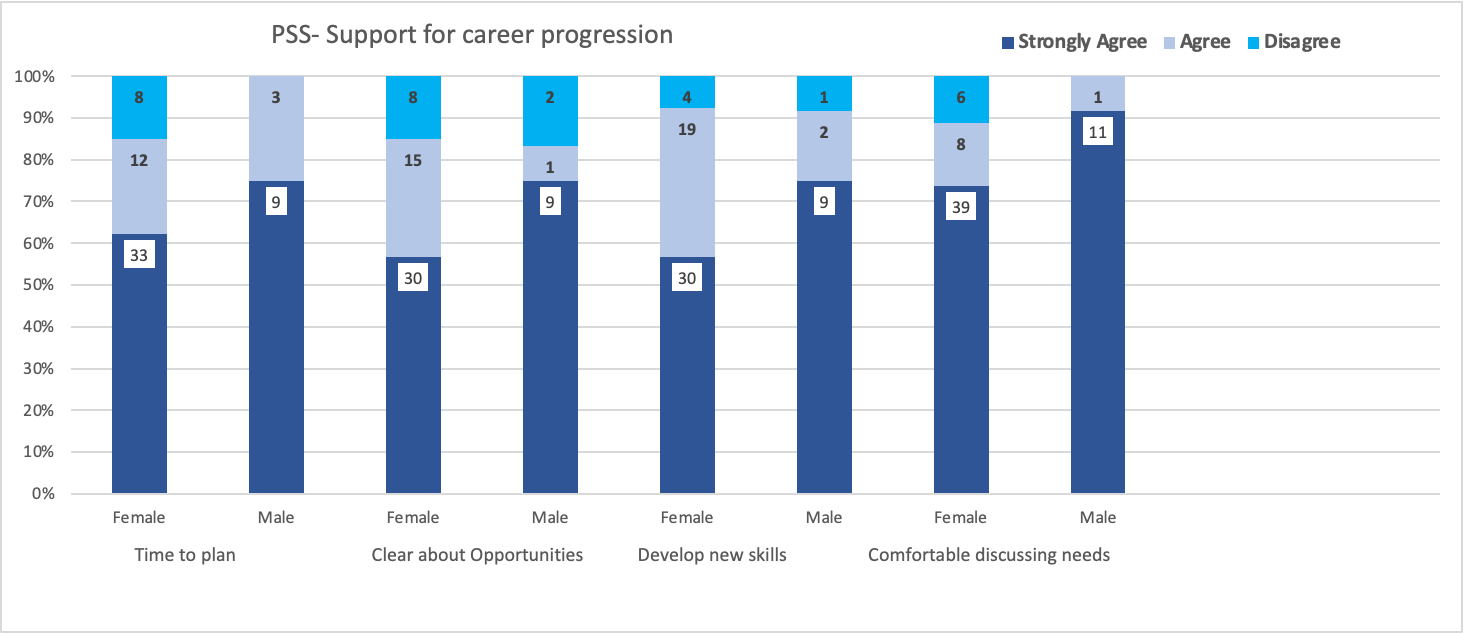 PSS- Support for career progression
Strongly Agree Agree Disagree
100%
90%
80%
70%
60%
50%
40%
30%
20%
10%
0%
8 3 8 2 4 1 6 1
12 15 1 19 2 8
33 9 30 9 30 9 39 11
Female Male Female Male Female Male Female Male
Time to plan Clear about Opportunities Develop new skills Comfortable discussing needs